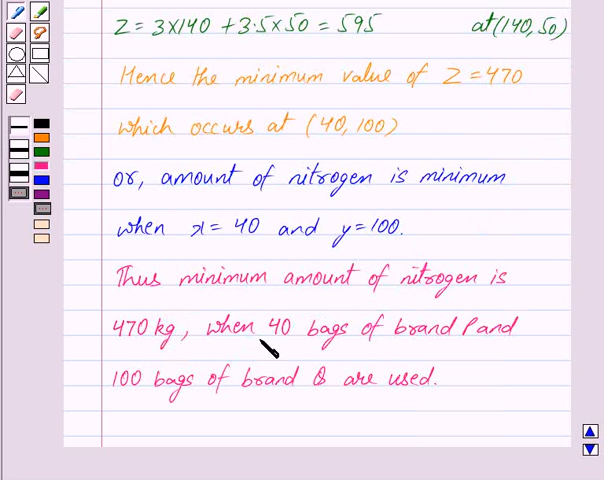 Z = 3×140 + 3.5×50 = 595 at (140, 50)
Hence the minimum value of Z = 470
which occurs at (40, 100)
or, amount of nitrogen is minimum
when x = 40 and y = 100.
Thus minimum amount of nitrogen is
470 kg, when 40 bags of brand P and
100 bags of brand Q are used.